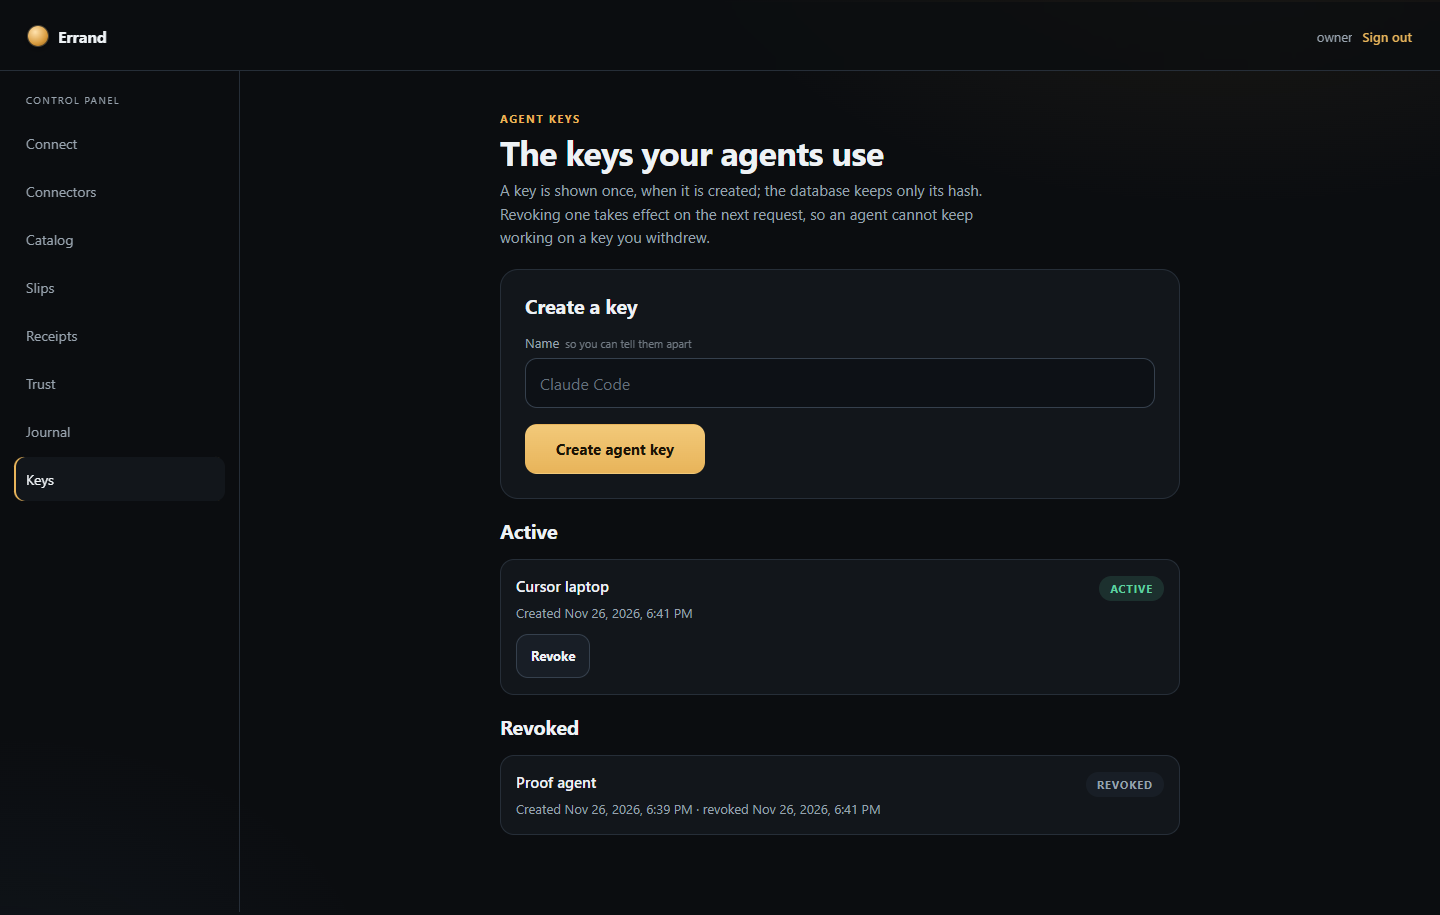 Errand
owner Sign out
CONTROL PANEL
Connect
Connectors
Catalog
Slips
Receipts
Trust
Journal
Keys
AGENT KEYS
The keys your agents use
A key is shown once, when it is created; the database keeps only its hash.
Revoking one takes effect on the next request, so an agent cannot keep
working on a key you withdrew.
Create a key
Name so you can tell them apart
Claude Code
Create agent key
Active
Cursor laptop
ACTIVE
Created Nov 26, 2026, 6:41 PM
Revoke
Revoked
Proof agent
REVOKED
Created Nov 26, 2026, 6:39 PM · revoked Nov 26, 2026, 6:41 PM